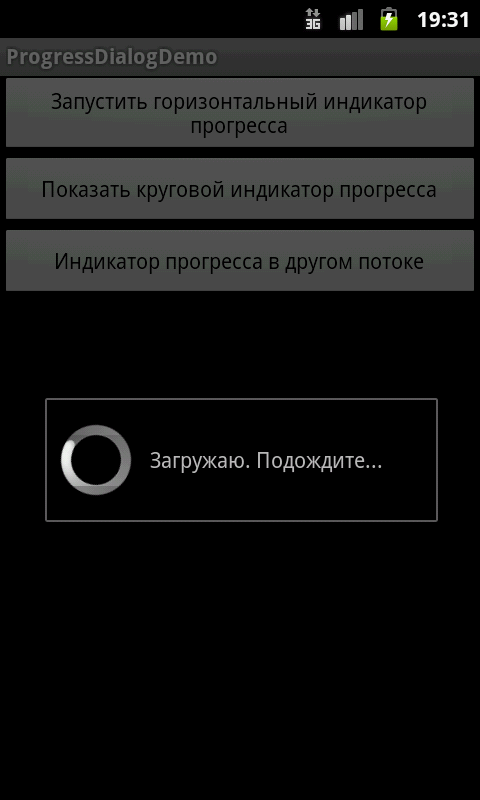 3G
19:31
ProgressDialogDemo
Запустить горизонтальный индикатор
прогресса
Показать круговой индикатор прогресса
Индикатор прогресса в другом потоке
Загружаю. Подождите...